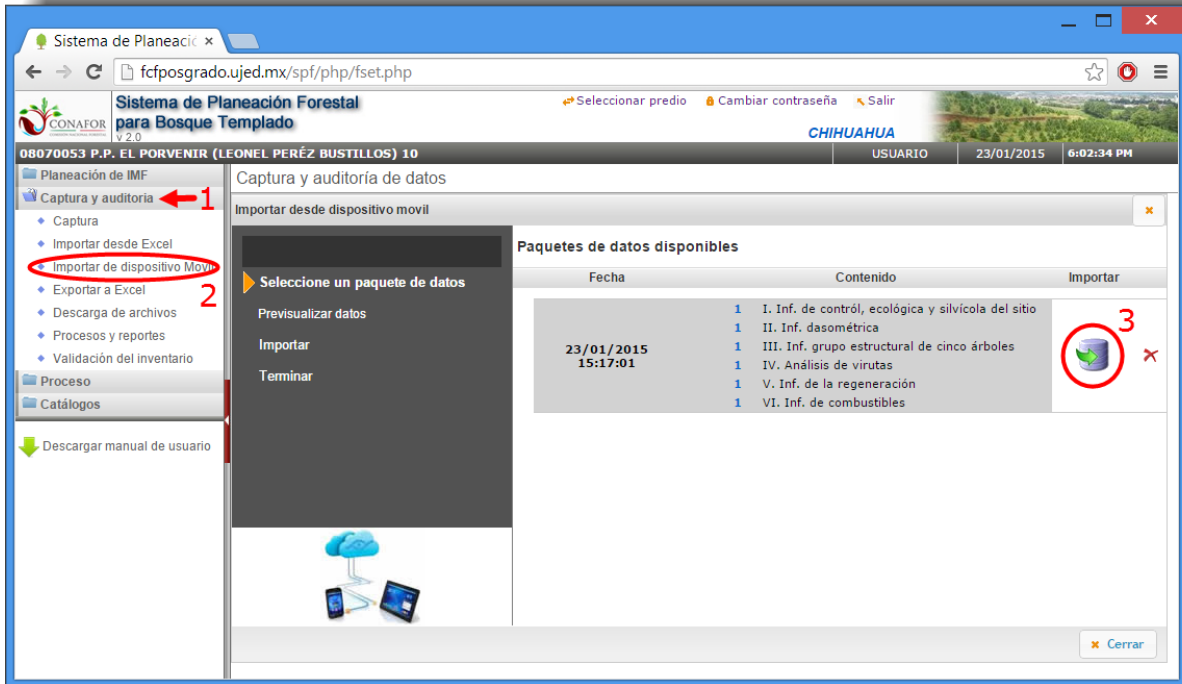 Sistema de Planeació
fcfposgrado.ujed.mx/spf/php/fset.php
CONAFOR
Sistema de Planeación Forestal
para Bosque Templado
v 2.0
Seleccionar predio Cambiar contraseña Salir
CHIHUAHUA
08070053 P.P. EL PORVENIR (LEONEL PERÉZ BUSTILLOS) 10
USUARIO 23/01/2015 6:02:34 PM
Planeación de IMF
Captura y auditoria 1
Captura
Importar desde Excel
Importar de dispositivo Movil
2
Exportar a Excel
Descarga de archivos
Procesos y reportes
Validación del inventario
Proceso
Catálogos
Descargar manual de usuario
Captura y auditoría de datos
Importar desde dispositivo movil
Seleccione un paquete de datos
Previsualizar datos
Importar
Terminar
Paquetes de datos disponibles
Fecha Contenido Importar
23/01/2015
15:17:01
1 I. Inf. de contról, ecológica y silvícola del sitio
1 II. Inf. dasométrica
1 III. Inf. grupo estructural de cinco árboles
1 IV. Análisis de virutas
1 V. Inf. de la regeneración
1 VI. Inf. de combustibles
3
Cerrar